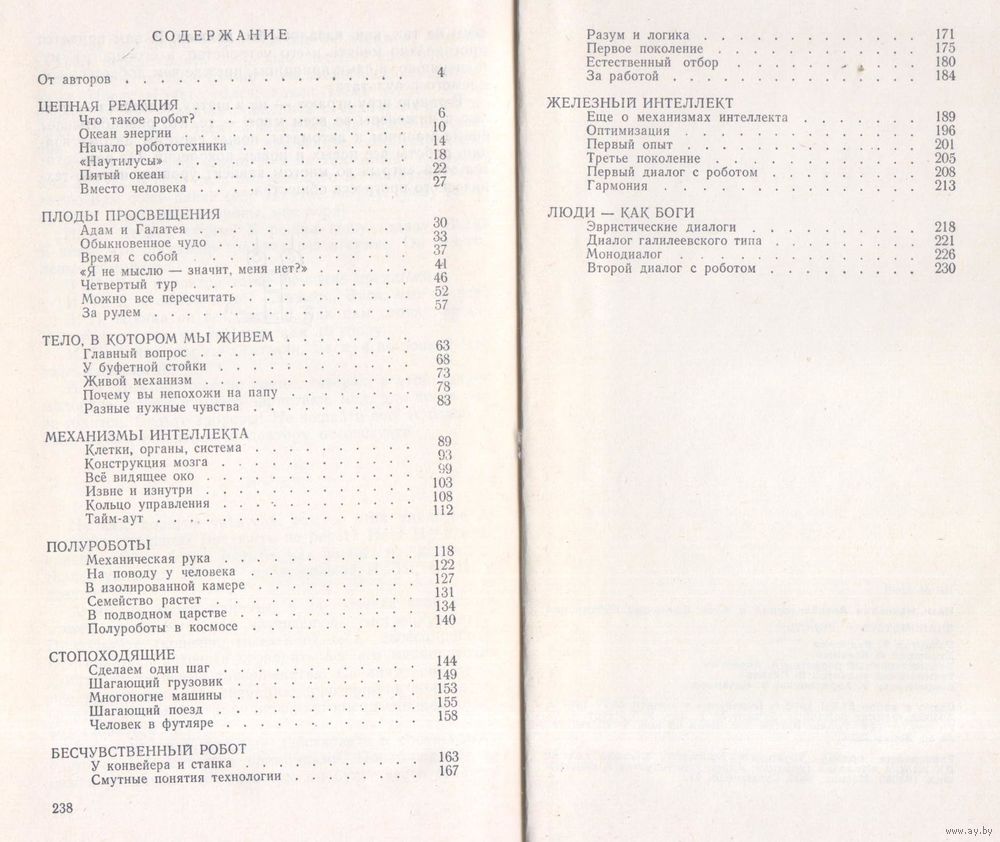 СОДЕРЖАНИЕ
От авторов . . . . . . . . . . . . . . . 4
ЦЕПНАЯ РЕАКЦИЯ . . . . . . . . . . .
Что такое робот? . . . . . . . . . . . 6
Океан энергии . . . . . . . . . . . . 10
Начало робототехники . . . . . . . . . 14
«Наутилусы» . . . . . . . . . . . . . 18
Пятый океан . . . . . . . . . . . . . 22
Вместо человека . . . . . . . . . . . 27
ПЛОДЫ ПРОСВЕЩЕНИЯ
Адам и Галатея . . . . . . . . . . . . 30
Обыкновенное чудо . . . . . . . . . . 33
Время с собой . . . . . . . . . . . . 37
«Я не мыслю — значит, меня нет?» . . . . . 41
Четвертый тур . . . . . . . . . . . . 46
Можно все пересчитать . . . . . . . . . 52
За рулем . . . . . . . . . . . . . . 57
ТЕЛО, В КОТОРОМ МЫ ЖИВЕМ . . . . . .
Главный вопрос . . . . . . . . . . . . 63
У буфетной стойки . . . . . . . . . . 68
Живой механизм . . . . . . . . . . . . 73
Почему вы непохожи на папу . . . . . . . 78
Разные нужные чувства . . . . . . . . . 83
МЕХАНИЗМЫ ИНТЕЛЛЕКТА
Клетки, органы, система . . . . . . . . . 89
Конструкция мозга . . . . . . . . . . 93
Всё видящее око . . . . . . . . . . . 99
Извне и изнутри . . . . . . . . . . . 103
Кольцо управления . . . . . . . . . . 108
Тайм-аут . . . . . . . . . . . . . . 112
ПОЛУРОБОТЫ
Механическая рука . . . . . . . . . . 118
На поводу у человека . . . . . . . . . 122
В изолированной камере . . . . . . . . . 127
Семейство растет . . . . . . . . . . . 131
В подводном царстве . . . . . . . . . . 134
Полуроботы в космосе . . . . . . . . . 140
СТОПОХОДЯЩИЕ
Сделаем один шаг . . . . . . . . . . . 144
Шагающий грузовик . . . . . . . . . . 149
Многоногие машины . . . . . . . . . . 153
Шагающий поезд . . . . . . . . . . . 155
Человек в футляре . . . . . . . . . . 158
БЕСЧУВСТВЕННЫЙ РОБОТ
У конвейера и станка . . . . . . . . . . 163
Смутные понятия технологии . . . . . . . 167
238
Разум и логика . . . . . . . . . . . . 171
Первое поколение . . . . . . . . . . . 175
Естественный отбор . . . . . . . . . . 180
За работой . . . . . . . . . . . . . 184
ЖЕЛЕЗНЫЙ ИНТЕЛЛЕКТ
Еще о механизмах интеллекта . . . . . . . 189
Оптимизация . . . . . . . . . . . . . 196
Первый опыт . . . . . . . . . . . . . 201
Третье поколение . . . . . . . . . . . 205
Первый диалог с роботом . . . . . . . . 208
Гармония . . . . . . . . . . . . . . 213
ЛЮДИ — КАК БОГИ
Эвристические диалоги . . . . . . . . . 218
Диалог галилеевского типа . . . . . . . . 221
Монодиалог . . . . . . . . . . . . . 226
Второй диалог с роботом . . . . . . . . 230
www.ay.by